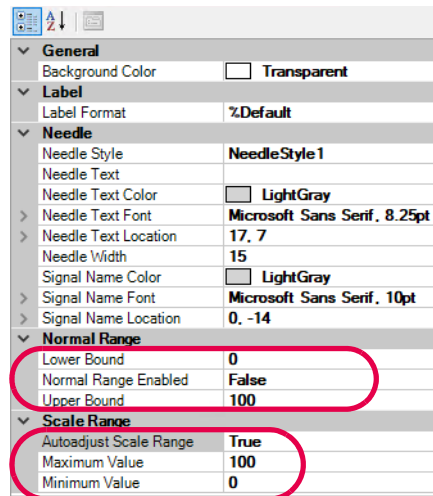 General
Background Color Transparent
Label
Label Format %Default
Needle
Needle Style NeedleStyle1
Needle Text
Needle Text Color LightGray
Needle Text Font Microsoft Sans Serif, 8.25pt
Needle Text Location 17, 7
Needle Width 15
Signal Name Color LightGray
Signal Name Font Microsoft Sans Serif, 10pt
Signal Name Location 0, -14
Normal Range
Lower Bound 0
Normal Range Enabled False
Upper Bound 100
Scale Range
Autoadjust Scale Range True
Maximum Value 100
Minimum Value 0